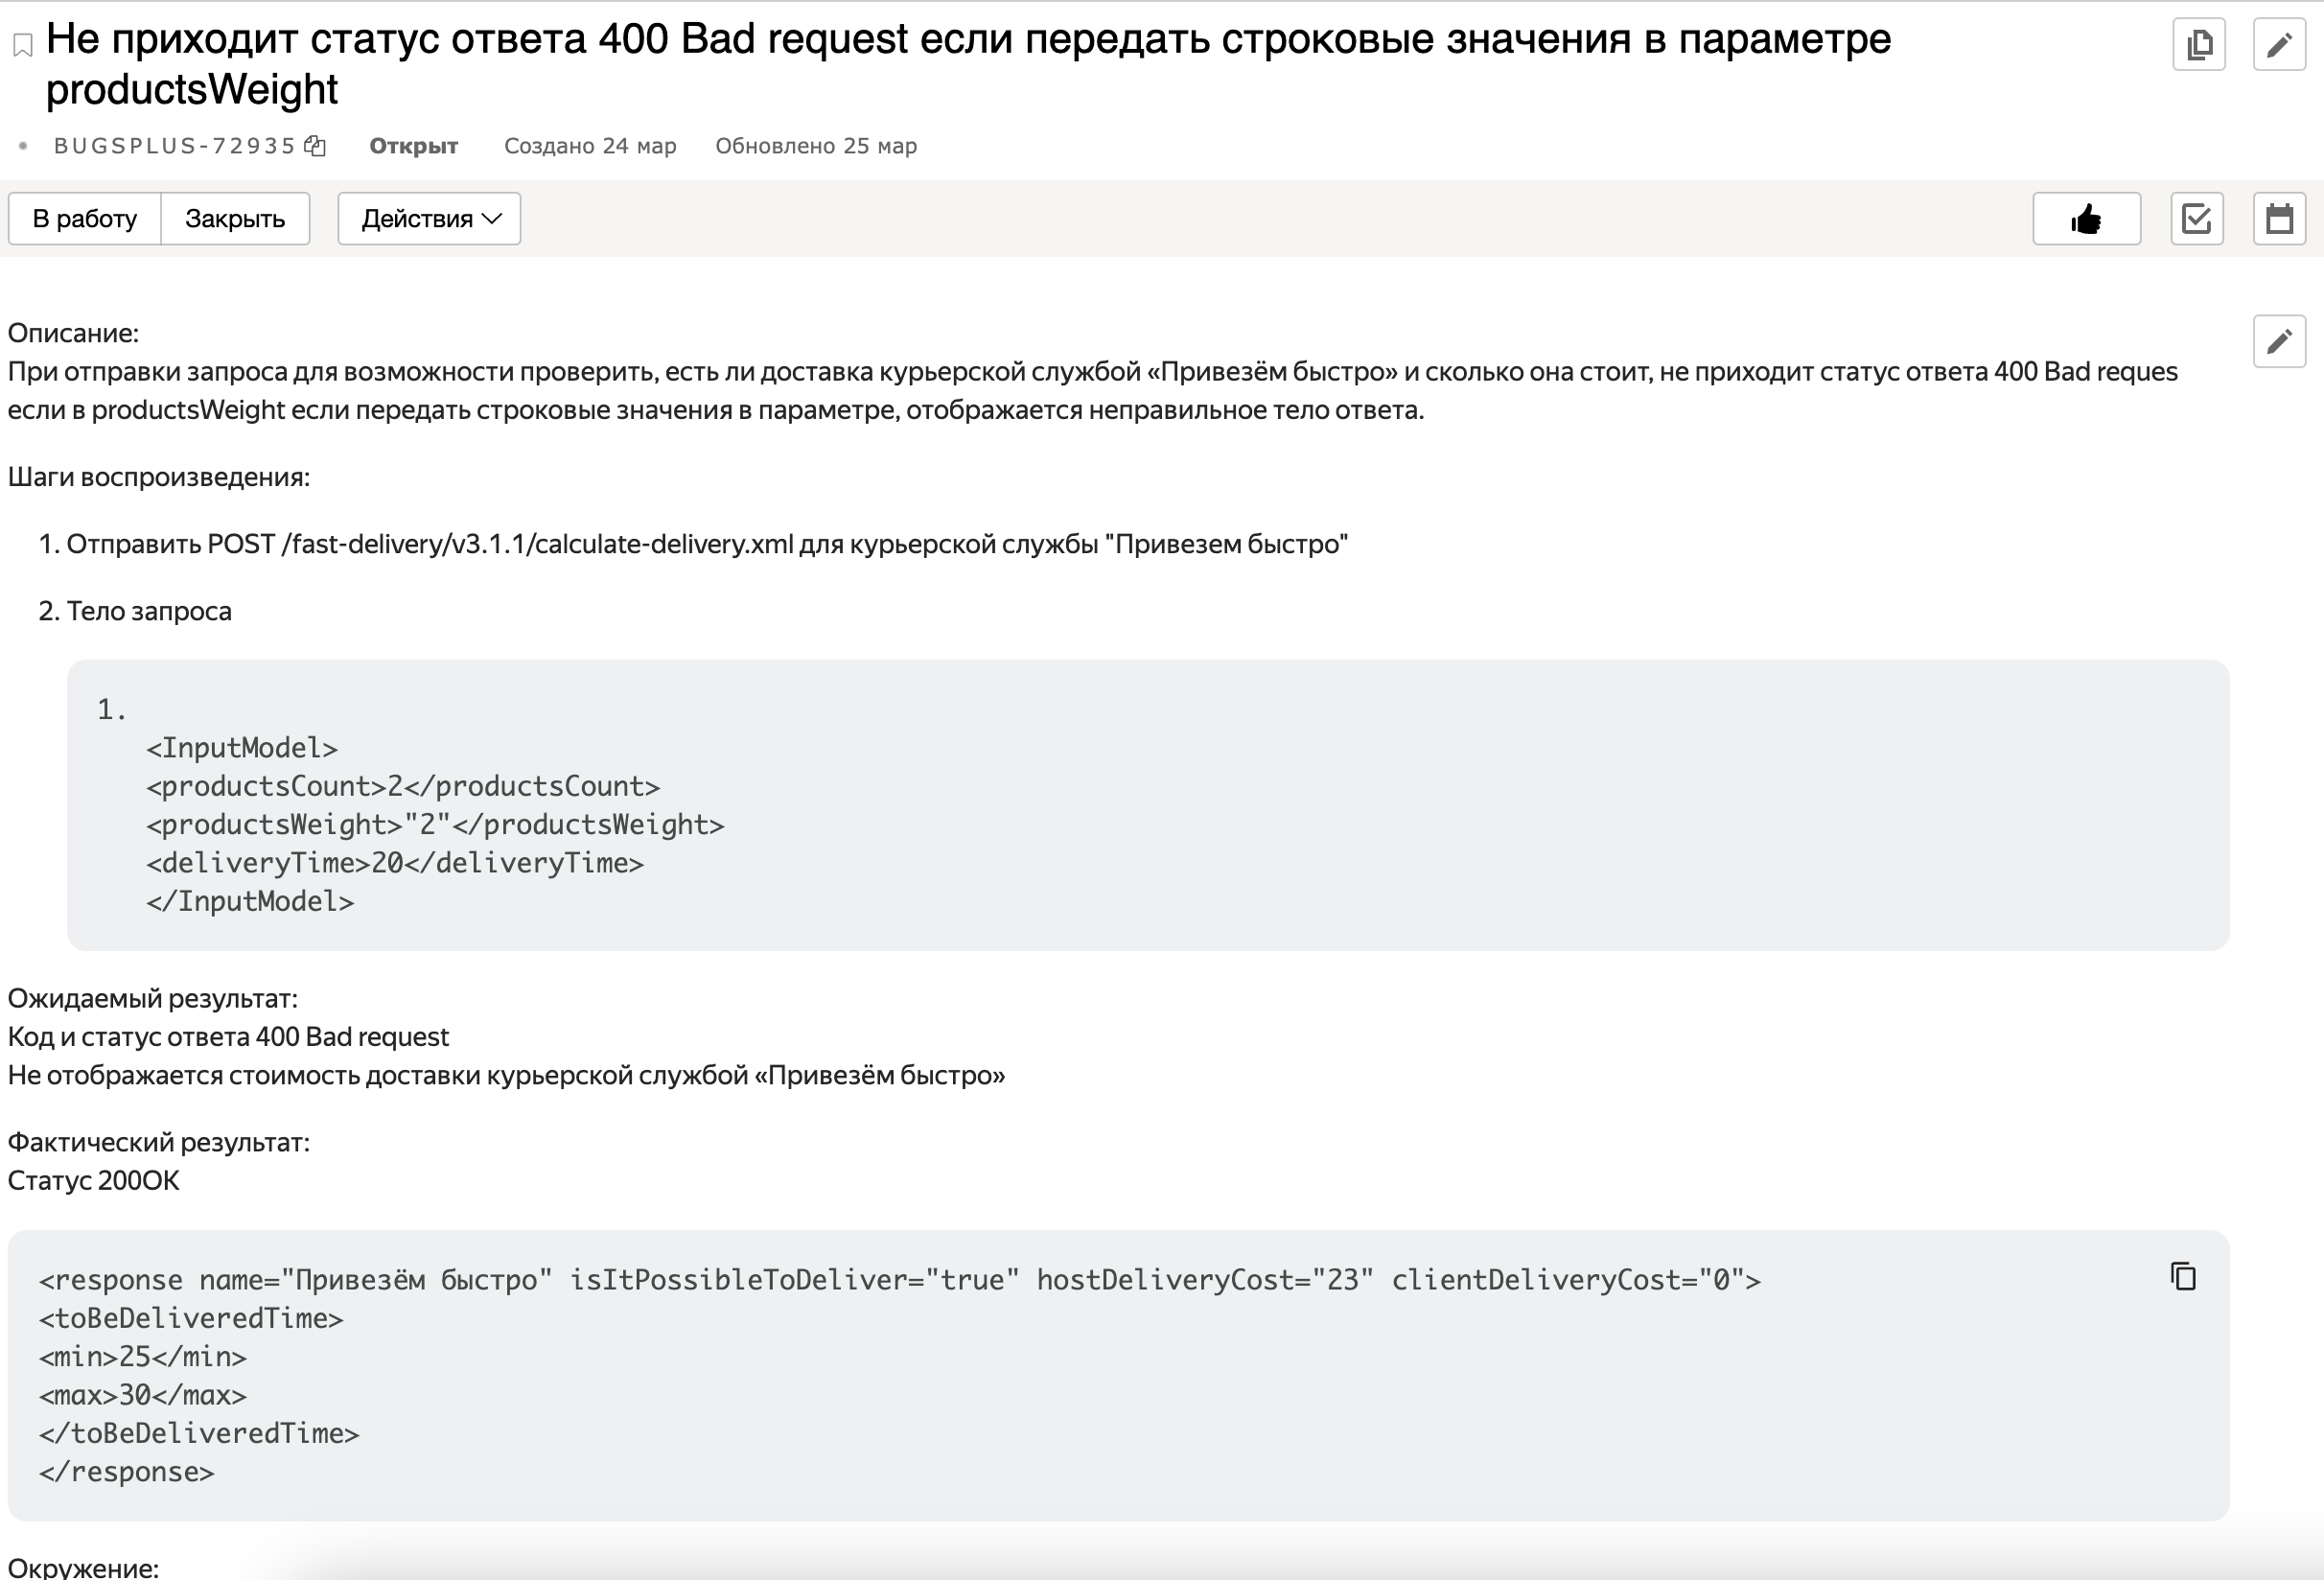 Не приходит статус ответа 400 Bad request если передать строковые значения в параметре
productsWeight
BUGSPLUS-72935 Открыт Создано 24 мар Обновлено 25 мар
В работу Закрыть Действия
Описание:
При отправки запроса для возможности проверить, есть ли доставка курьерской службой «Привезём быстро» и сколько она стоит, не приходит статус ответа 400 Bad reques
если в productsWeight если передать строковые значения в параметре, отображается неправильное тело ответа.
Шаги воспроизведения:
1. Отправить POST /fast-delivery/v3.1.1/calculate-delivery.xml для курьерской службы "Привезем быстро"
2. Тело запроса
1.
<InputModel>
<productsCount>2</productsCount>
<productsWeight>"2"</productsWeight>
<deliveryTime>20</deliveryTime>
</InputModel>
Ожидаемый результат:
Код и статус ответа 400 Bad request
Не отображается стоимость доставки курьерской службой «Привезём быстро»
Фактический результат:
Статус 200OK
<response name="Привезём быстро" isItPossibleToDeliver="true" hostDeliveryCost="23" clientDeliveryCost="0">
<toBeDeliveredTime>
<min>25</min>
<max>30</max>
</toBeDeliveredTime>
</response>
Окружение: